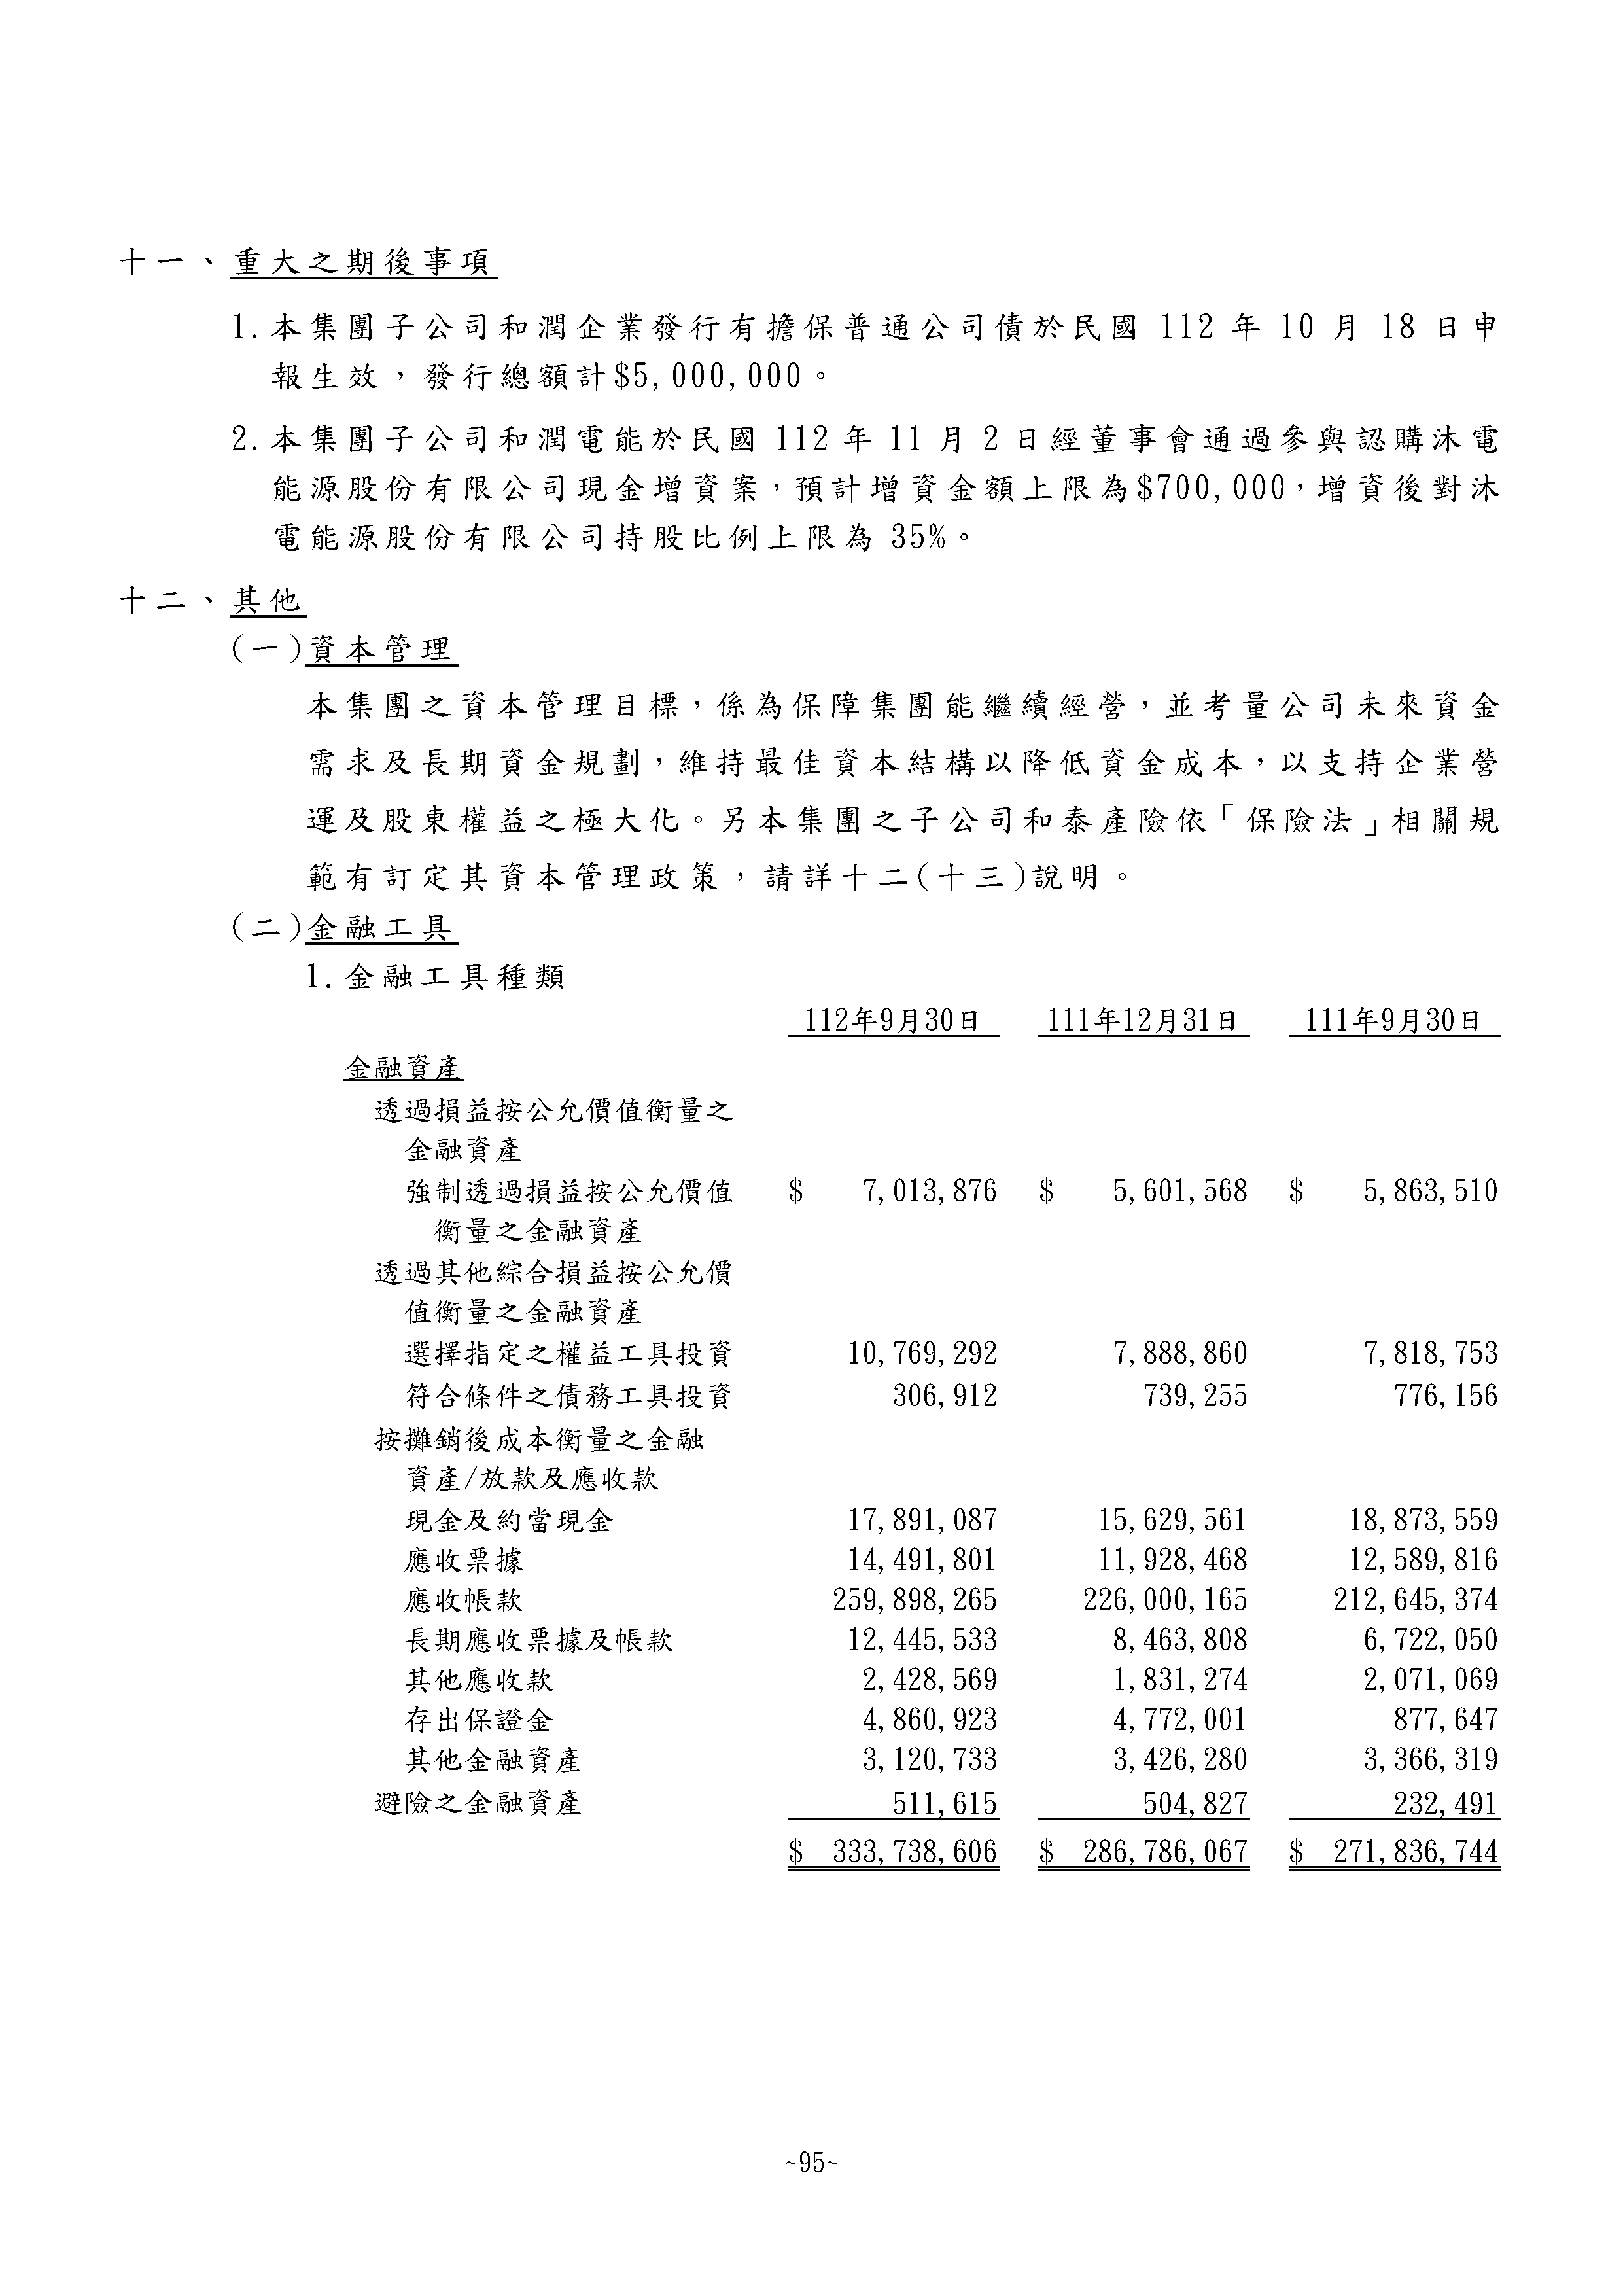 十一、重大之期後事項
1.本集團子公司和潤企業發行有擔保普通公司債於民國 112 年 10 月 18 日申
報生效，發行總額計$5,000,000。
2.本集團子公司和潤電能於民國 112 年 11 月 2 日經董事會通過參與認購沐電
能源股份有限公司現金增資案，預計增資金額上限為$700,000，增資後對沐
電能源股份有限公司持股比例上限為 35%。
十二、其他
(一)資本管理
本集團之資本管理目標，係為保障集團能繼續經營，並考量公司未來資金
需求及長期資金規劃，維持最佳資本結構以降低資金成本，以支持企業營
運及股東權益之極大化。另本集團之子公司和泰產險依「保險法」相關規
範有訂定其資本管理政策，請詳十二(十三)說明。
(二)金融工具
1.金融工具種類
112年9月30日 111年12月31日 111年9月30日
金融資產
透過損益按公允價值衡量之
金融資產
強制透過損益按公允價值 $ 7,013,876 $ 5,601,568 $ 5,863,510
衡量之金融資產
透過其他綜合損益按公允價
值衡量之金融資產
選擇指定之權益工具投資 10,769,292 7,888,860 7,818,753
符合條件之債務工具投資 306,912 739,255 776,156
按攤銷後成本衡量之金融
資產/放款及應收款
現金及約當現金 17,891,087 15,629,561 18,873,559
應收票據 14,491,801 11,928,468 12,589,816
應收帳款 259,898,265 226,000,165 212,645,374
長期應收票據及帳款 12,445,533 8,463,808 6,722,050
其他應收款 2,428,569 1,831,274 2,071,069
存出保證金 4,860,923 4,772,001 877,647
其他金融資產 3,120,733 3,426,280 3,366,319
避險之金融資產 511,615 504,827 232,491
$ 333,738,606 $ 286,786,067 $ 271,836,744
~95~